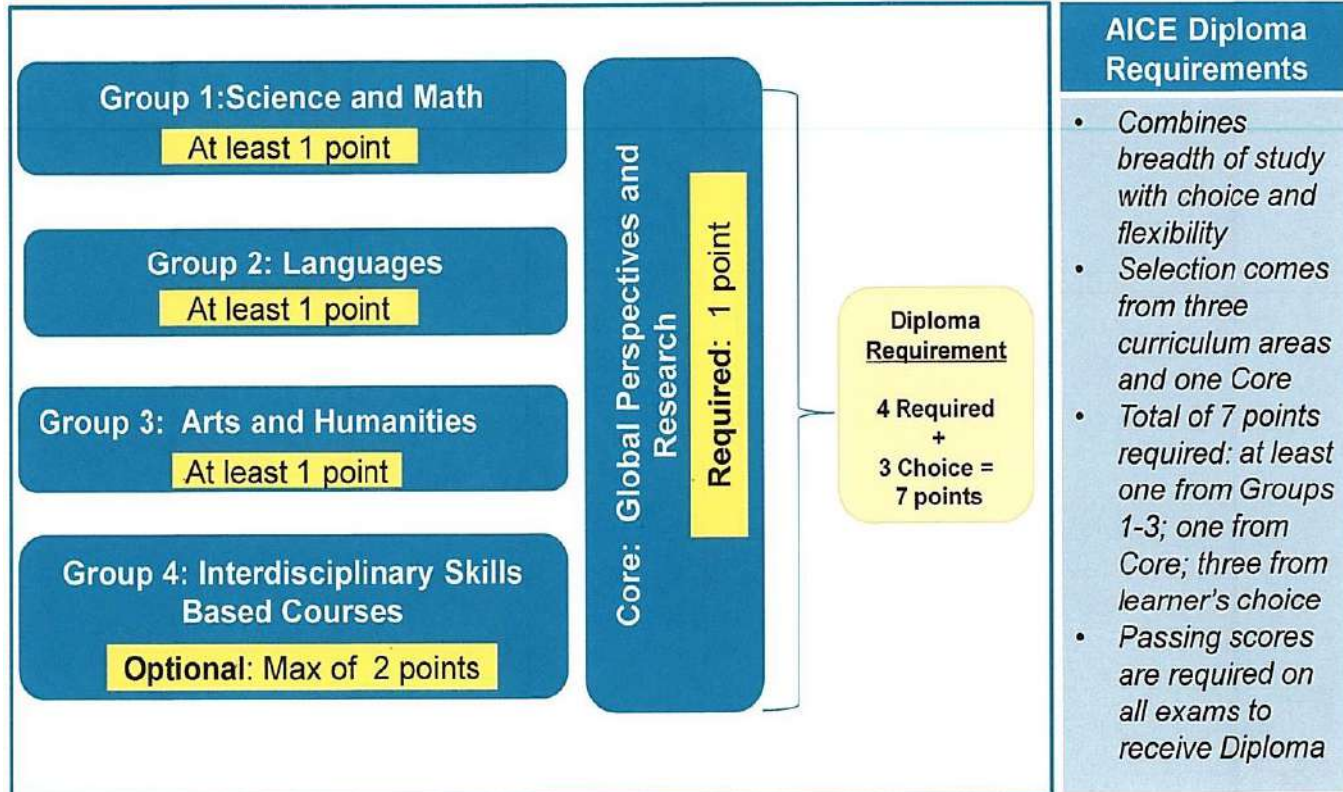 Group 1:Science and Math
At least 1 point
Group 2: Languages
At least 1 point
Group 3: Arts and Humanities
At least 1 point
Group 4: Interdisciplinary Skills
Based Courses
Optional: Max of 2 points
Core: Global Perspectives and
Research
Required: 1 point
Diploma
Requirement
4 Required
+
3 Choice =
7 points
AICE Diploma
Requirements
• Combines
breadth of study
with choice and
flexibility
• Selection comes
from three
curriculum areas
and one Core
• Total of 7 points
required: at least
one from Groups
1-3; one from
Core; three from
learner's choice
• Passing scores
are required on
all exams to
receive Diploma